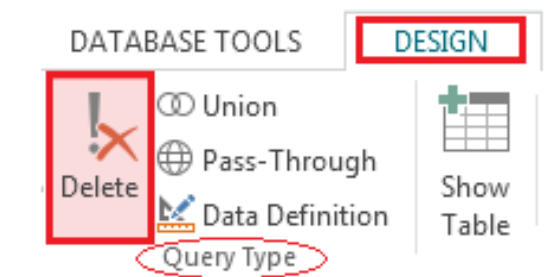 DATABASE TOOLS DESIGN
Delete
Union
Pass-Through
Data Definition
Query Type
Show
Table